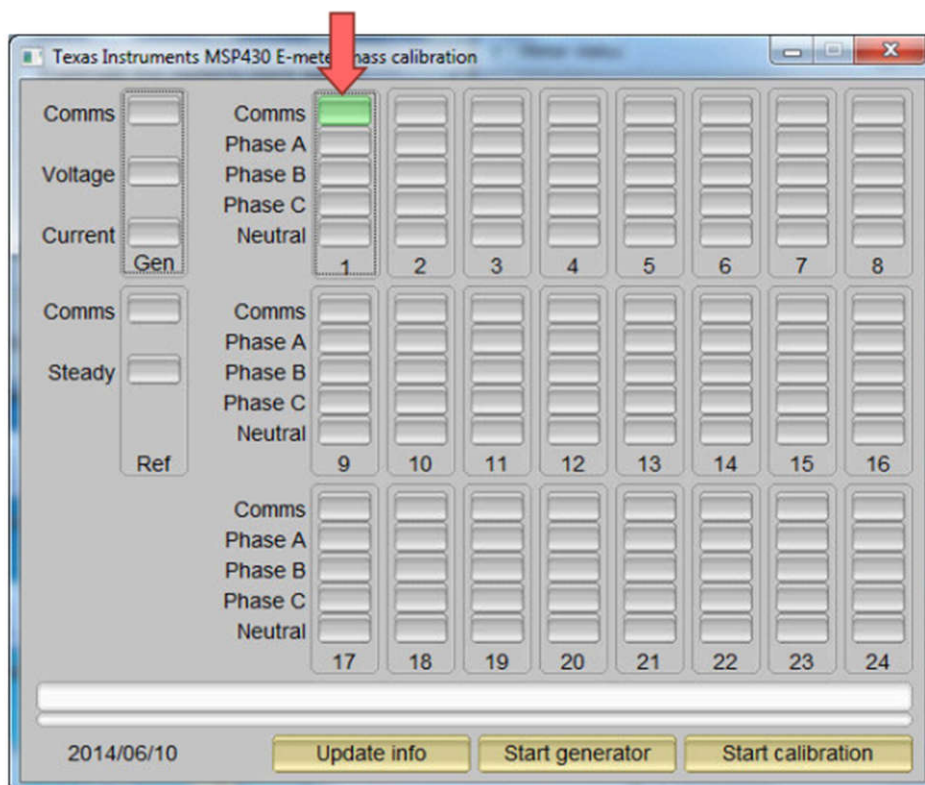 Texas Instruments MSP430 E-meter mass calibration
Comms
Voltage
Current
Gen
Comms
Steady
Ref
Comms
Phase A
Phase B
Phase C
Neutral
1 2 3 4 5 6 7 8
Comms
Phase A
Phase B
Phase C
Neutral
9 10 11 12 13 14 15 16
Comms
Phase A
Phase B
Phase C
Neutral
17 18 19 20 21 22 23 24
2014/06/10 Update info Start generator Start calibration